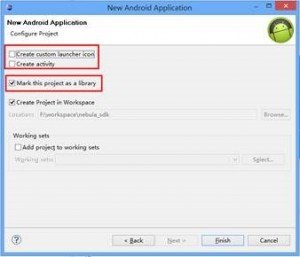 New Android Application
New Android Application
Configure Project
Create custom launcher icon
Create activity
Mark this project as a library
Create Project in Workspace
Location: F:\workspace\nebula_sdk Browse...
Working sets
Add project to working sets
Working sets: Select...
? < Back Next > Finish Cancel